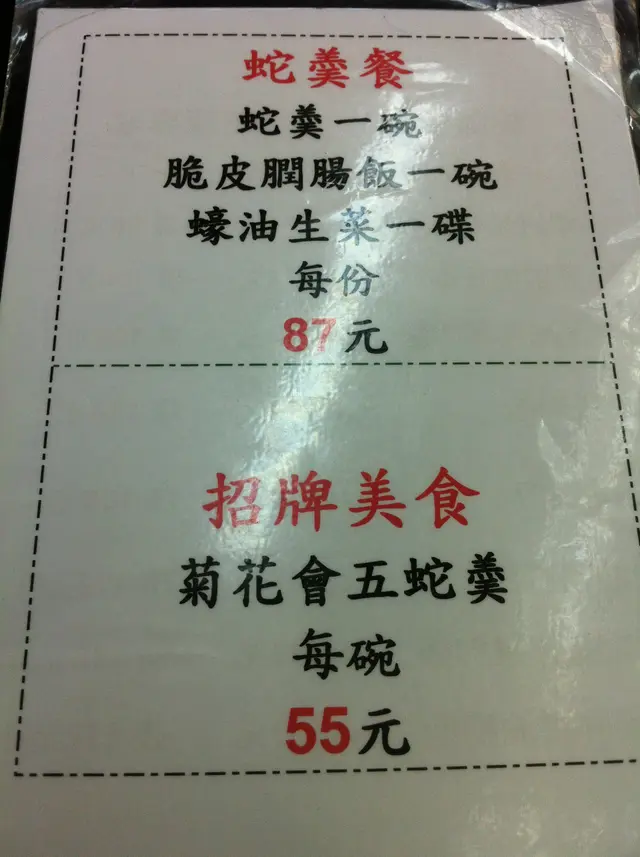 蛇羹餐
蛇羹一碗
脆皮膶腸飯一碗
蠔油生菜一碟
每份
87元
招牌美食
菊花會五蛇羹
每碗
55元